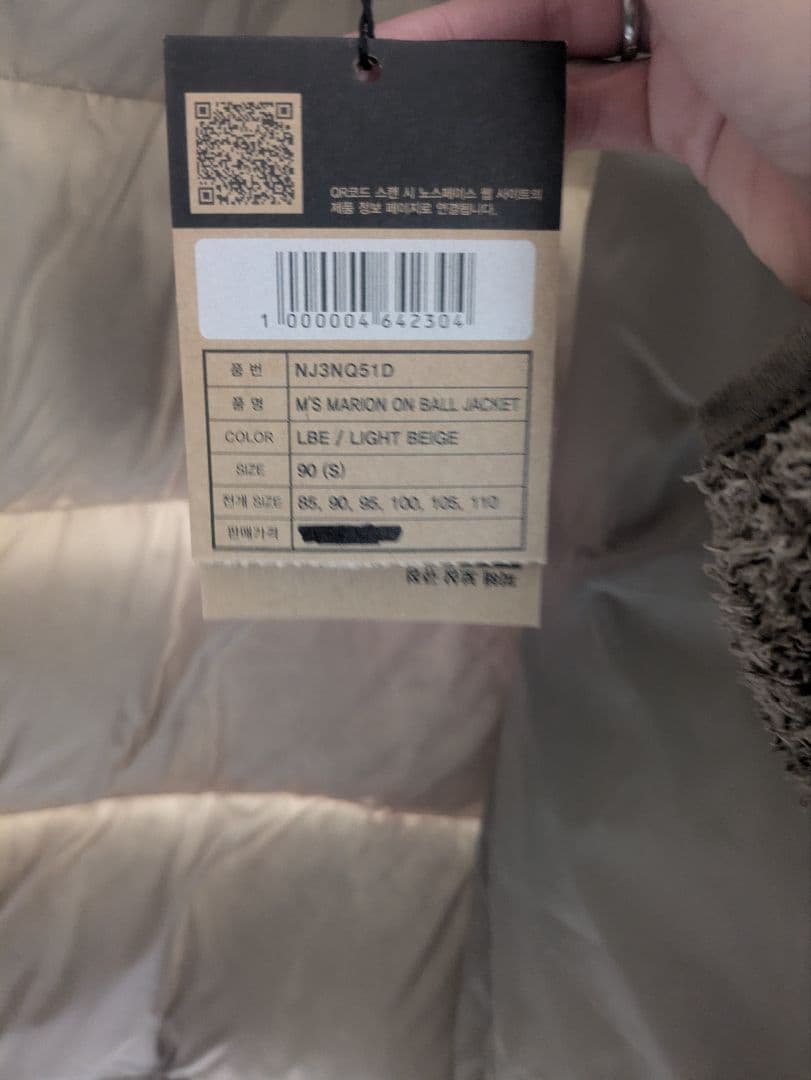 QR코드 스캔 시 노스페이스 웹 사이트의
제품 정보 페이지로 연결됩니다.
1 000004 642304
품 번 NJ3NQ51D
품 명 M'S MARION ON BALL JACKET
COLOR LBE / LIGHT BEIGE
SIZE 90 (S)
전개 SIZE 85, 90, 95, 100, 105, 110
판매가격